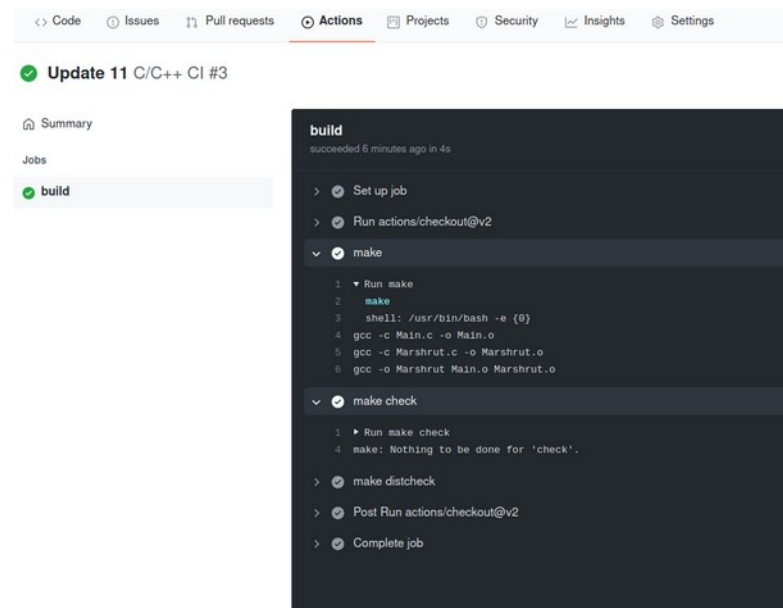 Code Issues Pull requests Actions Projects Security Insights Settings
Update 11 C/C++ CI #3
Summary
Jobs
build
build
succeeded 6 minutes ago in 4s
Set up job
Run actions/checkout@v2
make
1 Run make
2 make
3 shell: /usr/bin/bash -e {0}
4 gcc -c Main.c -o Main.o
5 gcc -c Marshrut.c -o Marshrut.o
6 gcc -o Marshrut Main.o Marshrut.o
make check
1 Run make check
4 make: Nothing to be done for 'check'.
make distcheck
Post Run actions/checkout@v2
Complete job